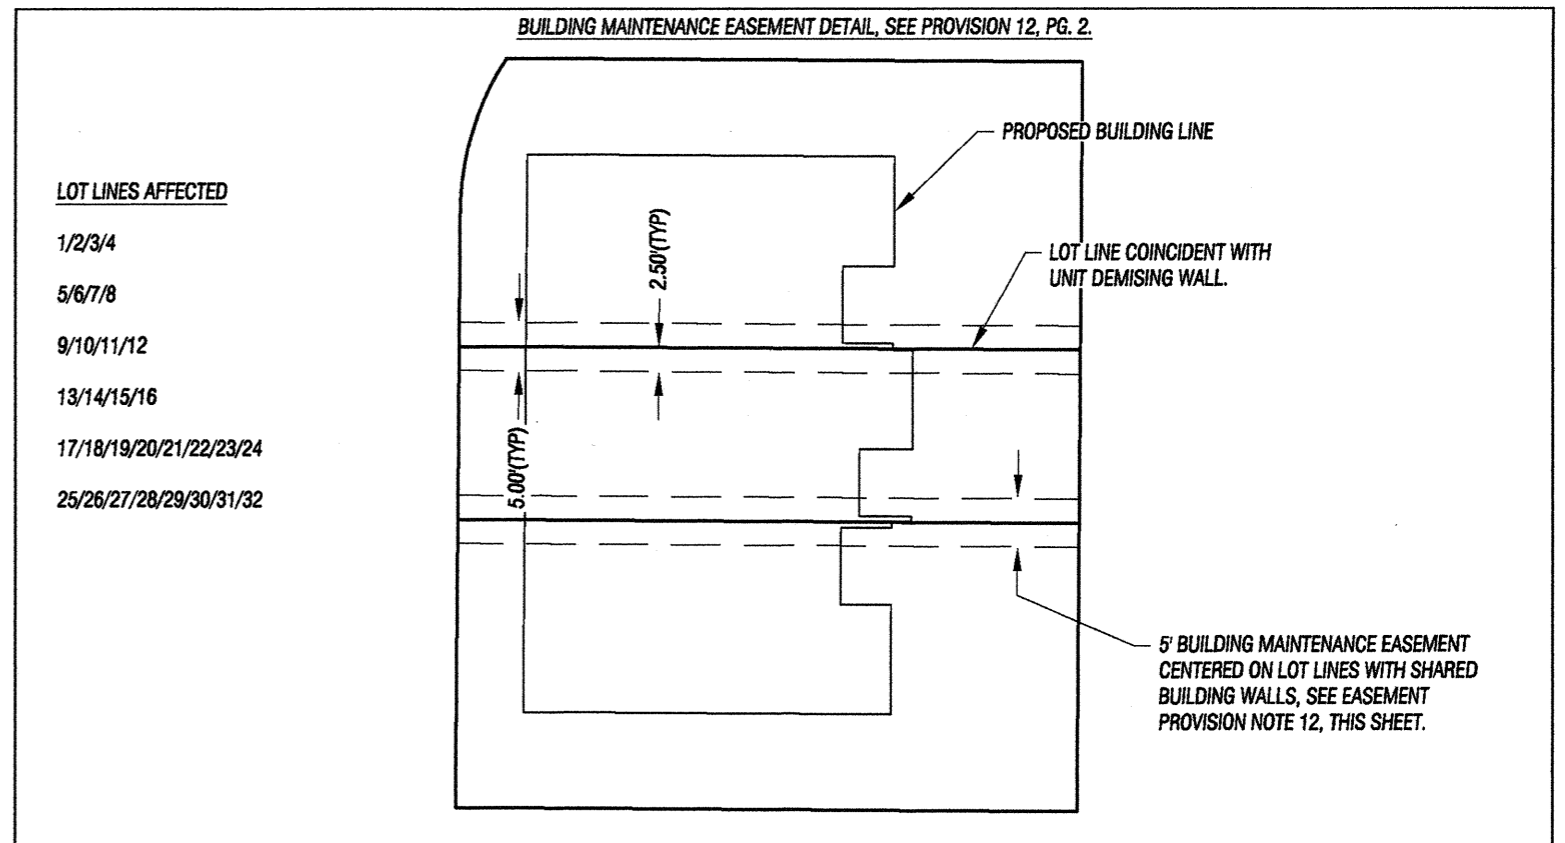 BUILDING MAINTENANCE EASEMENT DETAIL, SEE PROVISION 12, PG. 2.
PROPOSED BUILDING LINE
LOT LINES AFFECTED
1/2/3/4
5/6/7/8
9/10/11/12
13/14/15/16
17/18/19/20/21/22/23/24
25/26/27/28/29/30/31/32
2.50'(TYP)
5.00'(TYP)
LOT LINE COINCIDENT WITH
UNIT DEMISING WALL.
5' BUILDING MAINTENANCE EASEMENT
CENTERED ON LOT LINES WITH SHARED
BUILDING WALLS, SEE EASEMENT
PROVISION NOTE 12, THIS SHEET.